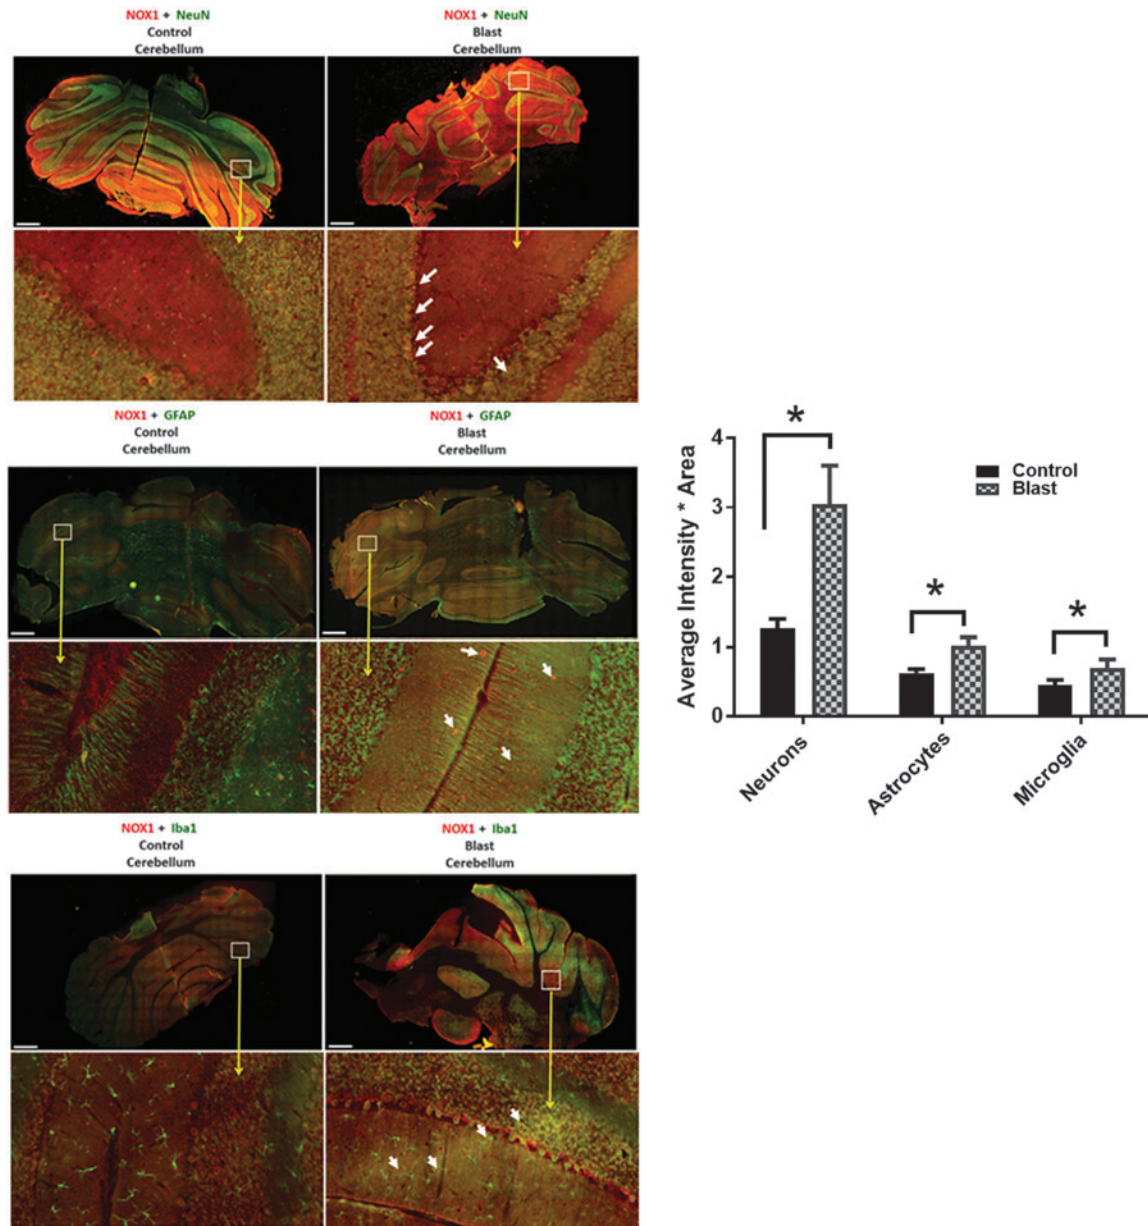 NOX1 + NeuN
Control
Cerebellum
NOX1 + NeuN
Blast
Cerebellum
NOX1 + GFAP
Control
Cerebellum
NOX1 + GFAP
Blast
Cerebellum
NOX1 + Iba1
Control
Cerebellum
NOX1 + Iba1
Blast
Cerebellum
Average Intensity * Area
4
3
2
1
0
*
*
*
Control
Blast
Neurons
Astrocytes
Microglia